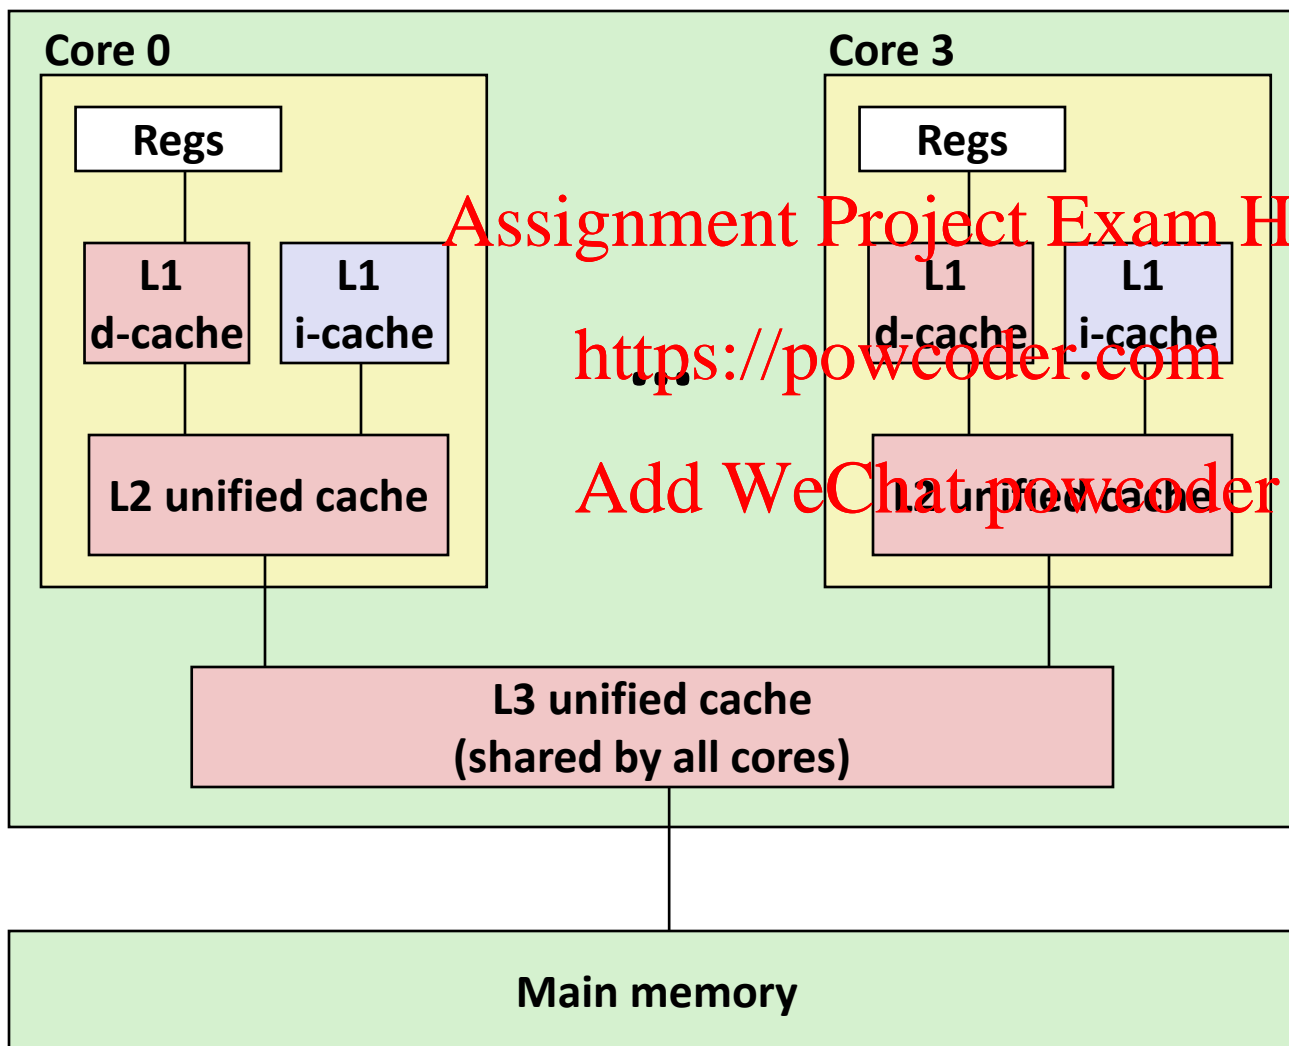 Core 0
Core 3
Regs
Regs
Assignment Project Exam H
L1
d-cache
L1
i-cache
L1
d-cache
L1
i-cache
https://powcoder.com
...
L2 unified cache
L2 unified cache
Add WeChat powcoder
L3 unified cache
(shared by all cores)
Main memory